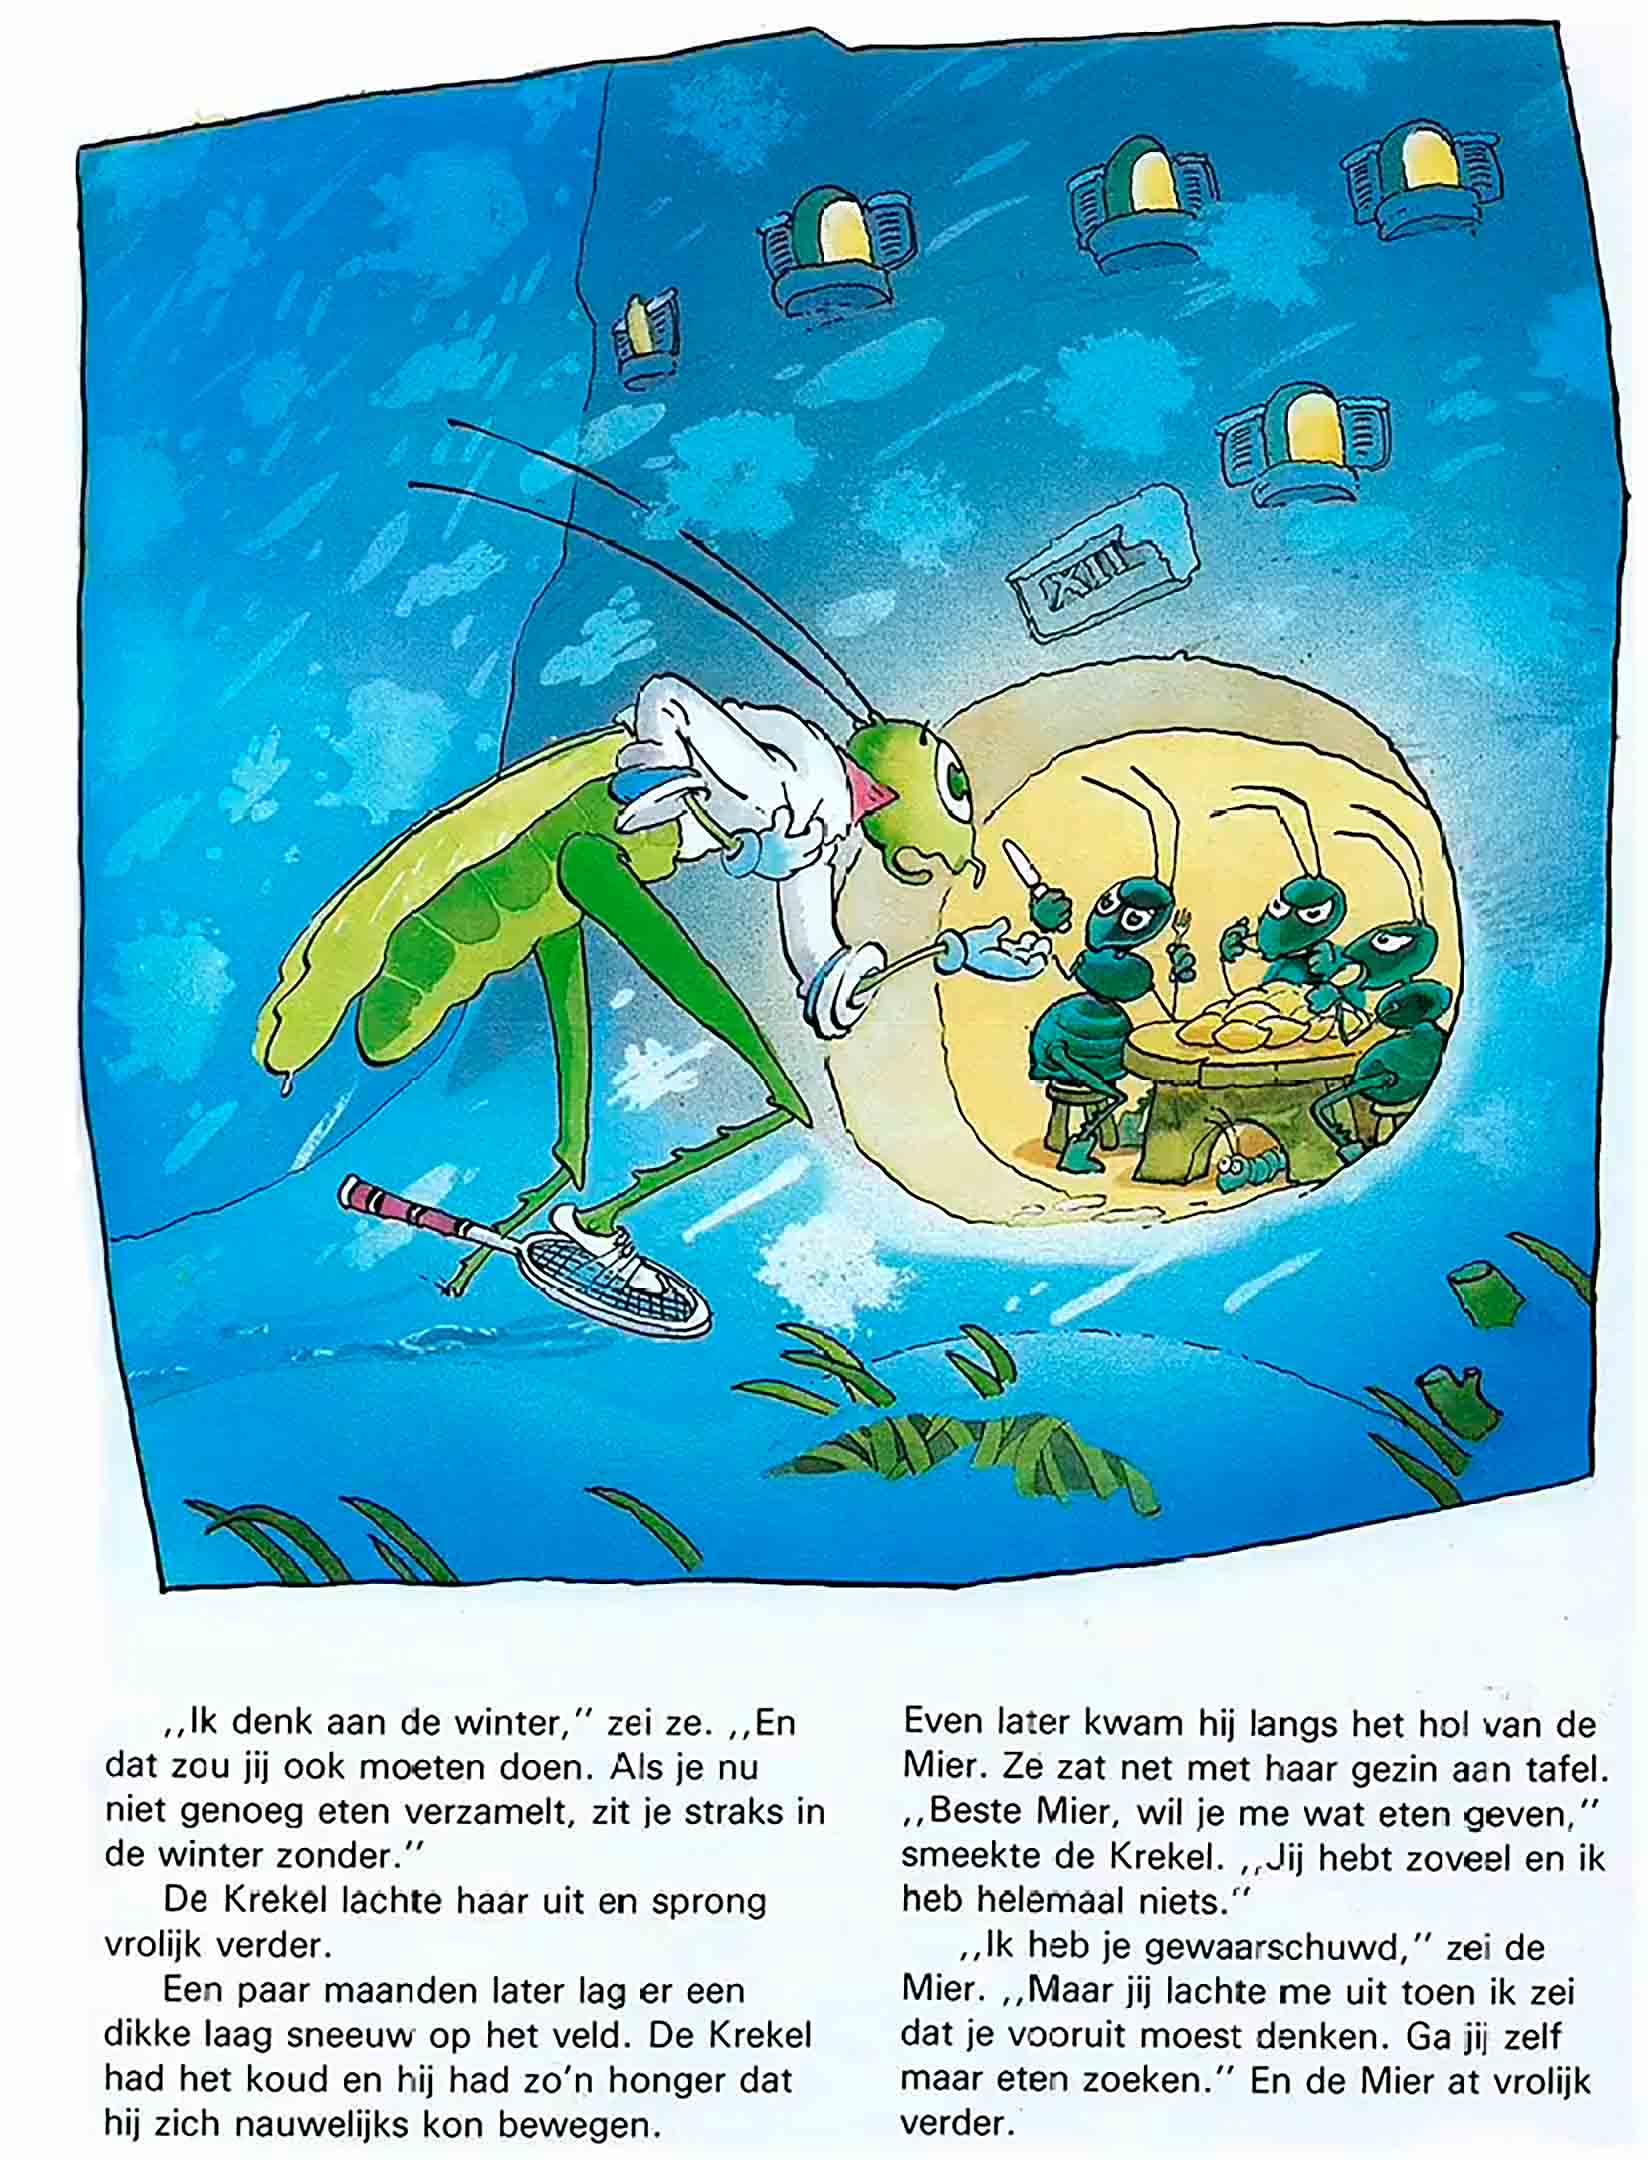 XIII
,,Ik denk aan de winter,'' zei ze. ,,En
dat zou jij ook moeten doen. Als je nu
niet genoeg eten verzamelt, zit je straks in
de winter zonder.''
De Krekel lachte haar uit en sprong
vrolijk verder.
Een paar maanden later lag er een
dikke laag sneeuw op het veld. De Krekel
had het koud en hij had zo'n honger dat
hij zich nauwelijks kon bewegen.
Even later kwam hij langs het hol van de
Mier. Ze zat net met haar gezin aan tafel.
,,Beste Mier, wil je me wat eten geven,''
smeekte de Krekel. ,,Jij hebt zoveel en ik
heb helemaal niets.''
,,Ik heb je gewaarschuwd,'' zei de
Mier. ,,Maar jij lachte me uit toen ik zei
dat je vooruit moest denken. Ga jij zelf
maar eten zoeken.'' En de Mier at vrolijk
verder.